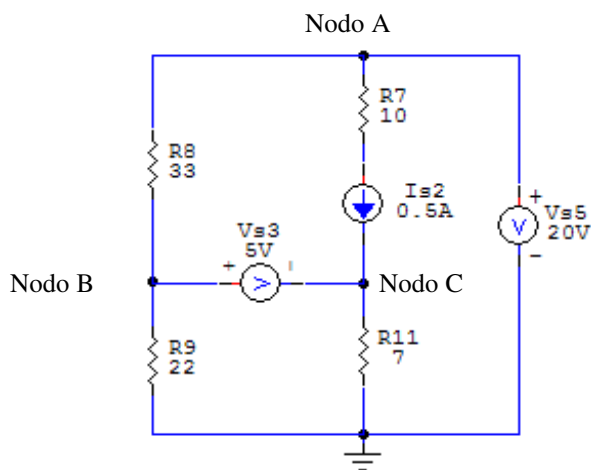 Nodo A
R7
10
R8
33
Is2
0.5A
+
Vs5
V
20V
-
Vs3
5V
+
-
V
Nodo B
Nodo C
R11
7
R9
22